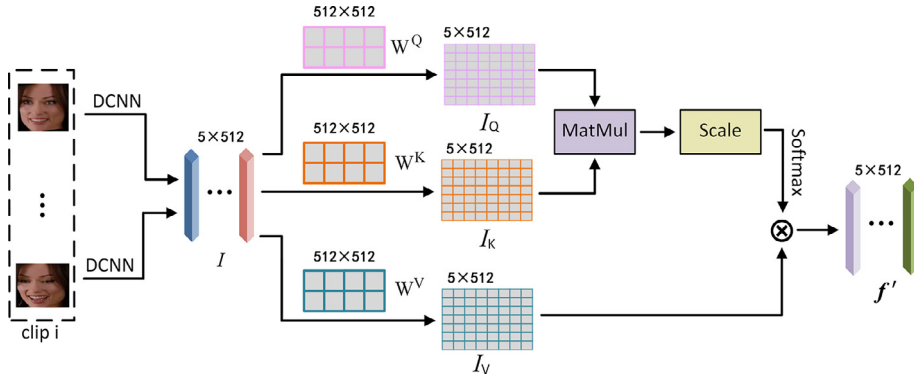 512×512
W^Q
5×512
I_Q
DCNN
5×512
I
DCNN
clip i
512×512
W^K
5×512
I_K
MatMul
Scale
Softmax
⊗
5×512
f'
512×512
W^V
5×512
I_V